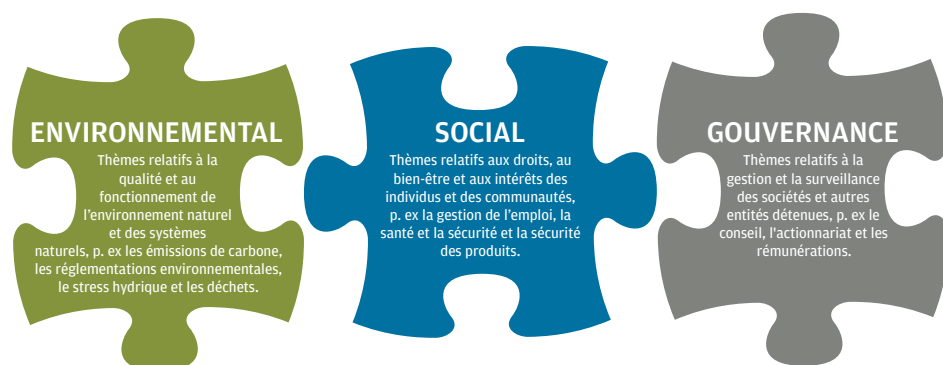 ENVIRONNEMENTAL
Thèmes relatifs à la
qualité et au
fonctionnement de
l'environnement naturel
et des systèmes
naturels, p. ex les émissions de carbone,
les réglementations environnementales,
le stress hydrique et les déchets.
SOCIAL
Thèmes relatifs aux droits, au
bien-être et aux intérêts des
individus et des communautés,
p. ex la gestion de l'emploi, la
santé et la sécurité et la sécurité
des produits.
GOUVERNANCE
Thèmes relatifs à la
gestion et la surveillance
des sociétés et autres
entités détenues, p. ex le
conseil, l'actionnariat et les
rémunérations.